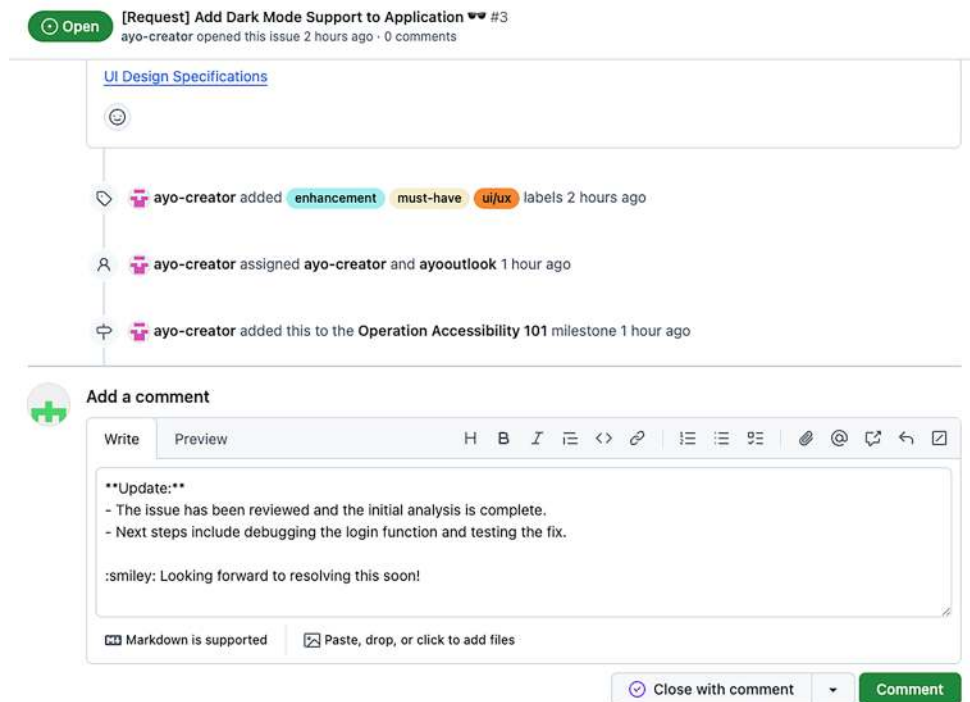 Open
[Request] Add Dark Mode Support to Application 🕶️ #3
ayo-creator opened this issue 2 hours ago · 0 comments
UI Design Specifications
ayo-creator added enhancement must-have ui/ux labels 2 hours ago
ayo-creator assigned ayo-creator and ayooutlook 1 hour ago
ayo-creator added this to the Operation Accessibility 101 milestone 1 hour ago
Add a comment
Write Preview H B I
**Update:**
- The issue has been reviewed and the initial analysis is complete.
- Next steps include debugging the login function and testing the fix.
:smiley: Looking forward to resolving this soon!
Markdown is supported Paste, drop, or click to add files
Close with comment Comment